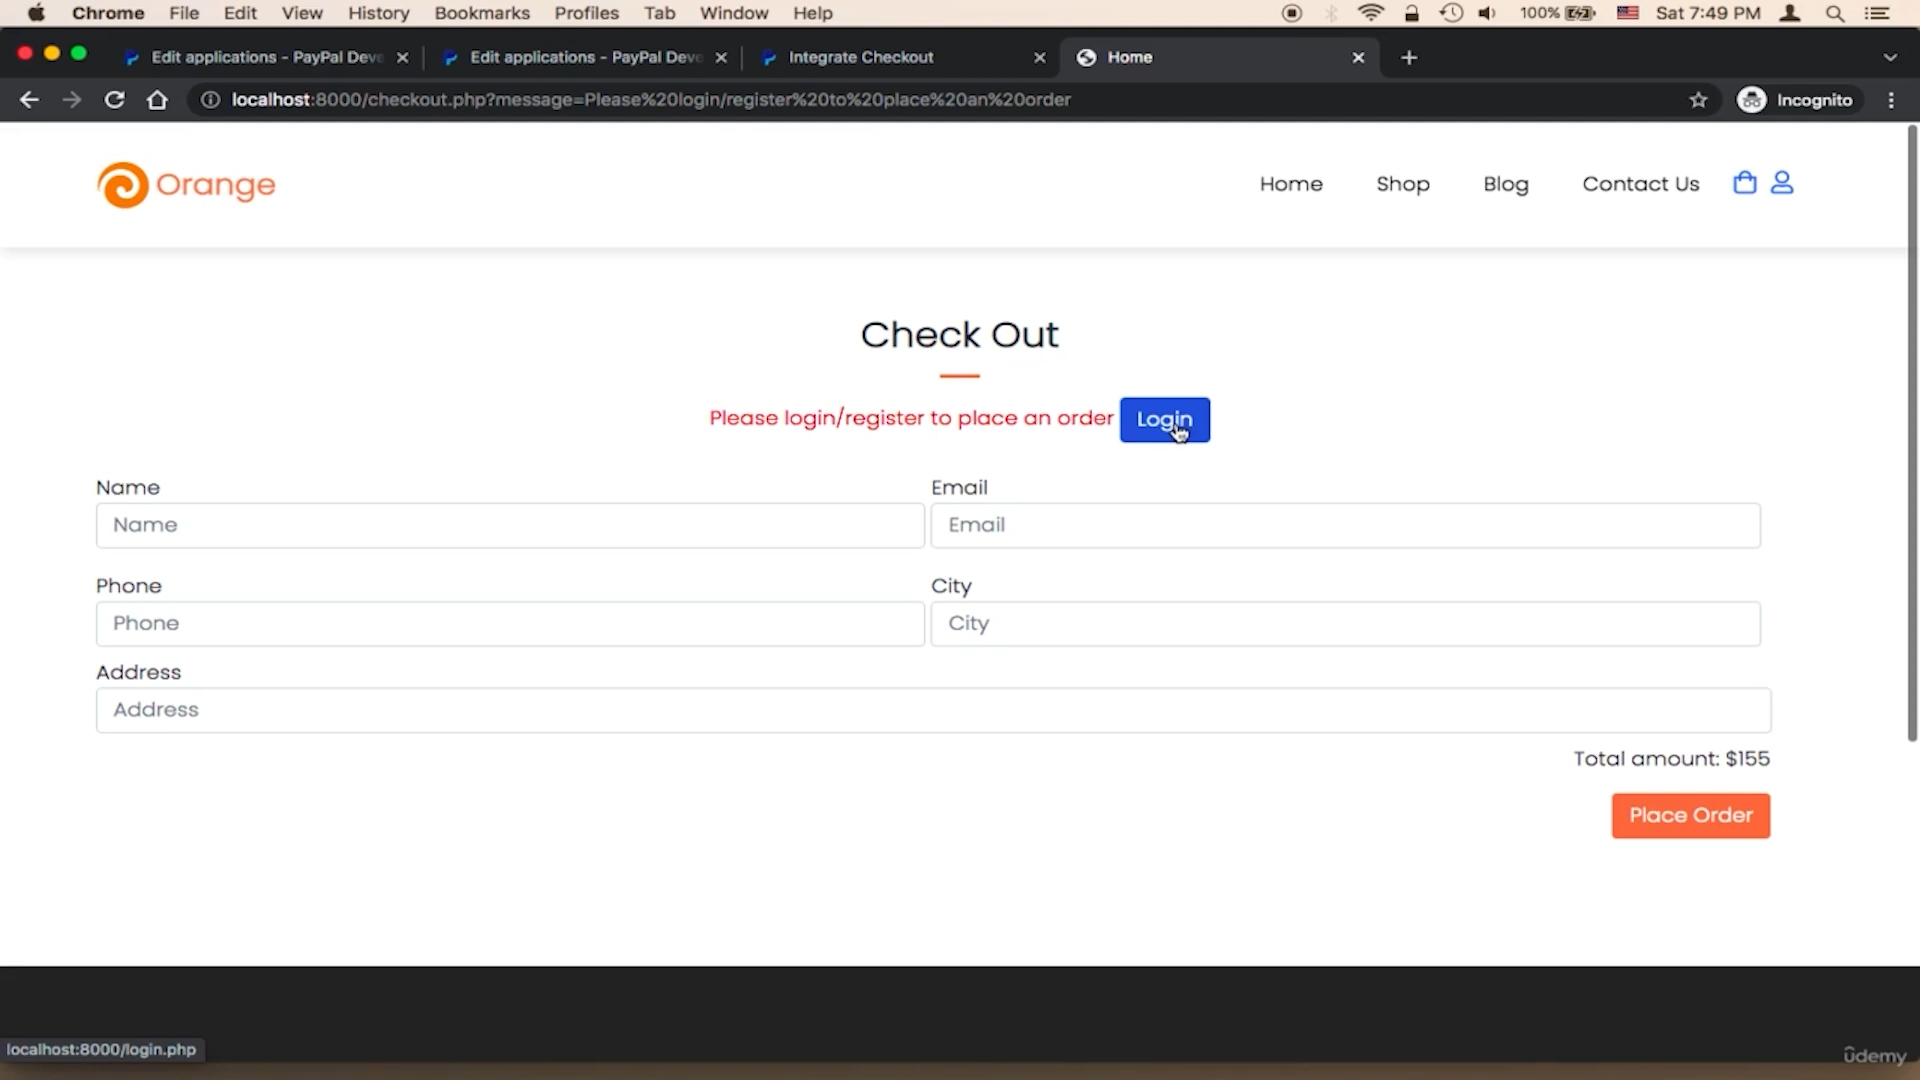 Chrome File Edit View History Bookmarks Profiles Tab Window Help 100% Sat 7:49 PM
Edit applications - PayPal Deve Edit applications - PayPal Deve Integrate Checkout Home
localhost:8000/checkout.php?message=Please%20login/register%20to%20place%20an%20order Incognito
Orange Home Shop Blog Contact Us
Check Out
Please login/register to place an order Login
Name Email
Name Email
Phone City
Phone City
Address
Address
Total amount: $155
Place Order
localhost:8000/login.php
ûdemy